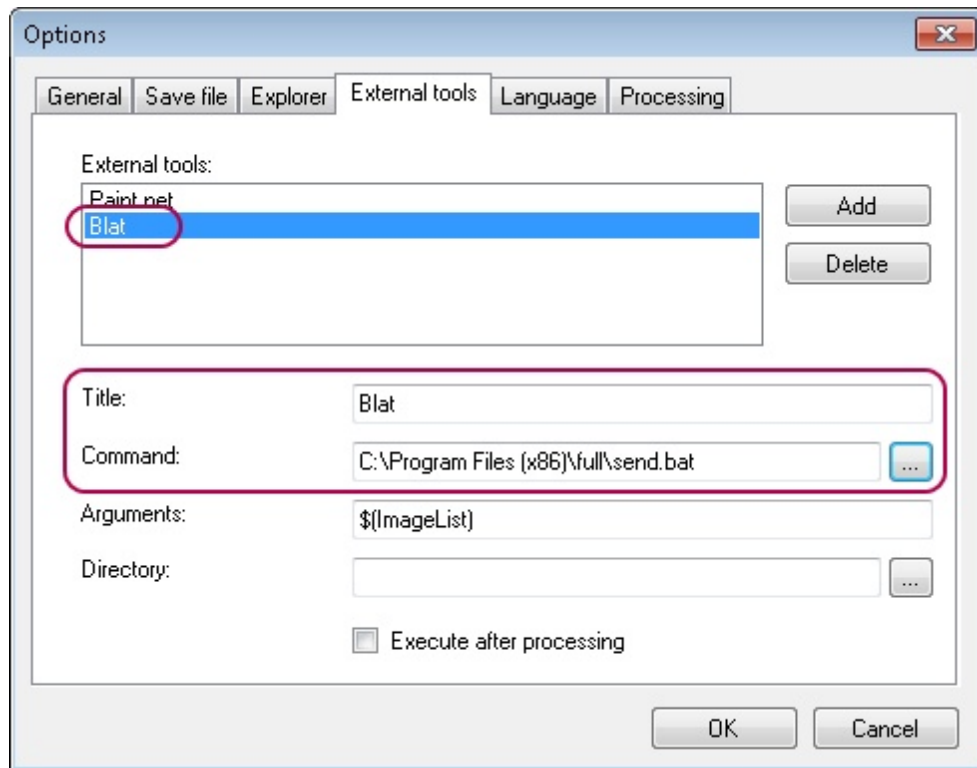 Options
General Save file Explorer External tools Language Processing
External tools:
Paint.net
Blat
Add
Delete
Title: Blat
Command: C:\Program Files (x86)\full\send.bat ...
Arguments: $(ImageList)
Directory: ...
Execute after processing
OK Cancel